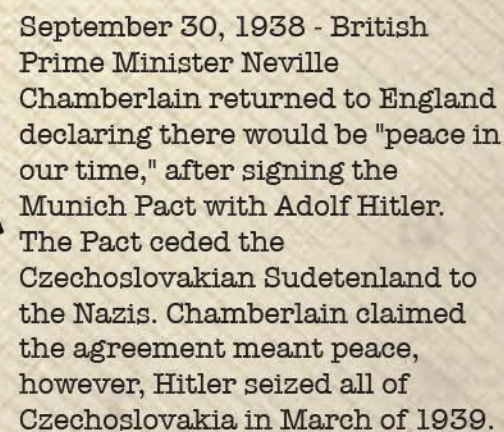 September 30, 1938 - British
Prime Minister Neville
Chamberlain returned to England
declaring there would be "peace in
our time," after signing the
Munich Pact with Adolf Hitler.
The Pact ceded the
Czechoslovakian Sudetenland to
the Nazis. Chamberlain claimed
the agreement meant peace,
however, Hitler seized all of
Czechoslovakia in March of 1939.